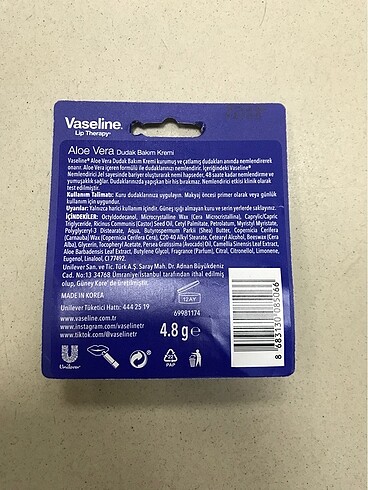 Vaseline®
Lip Therapy®
Aloe Vera Dudak Bakım Kremi
Vaseline® Aloe Vera Dudak Bakım Kremi kurumuş ve çatlamış dudakları anında nemlendirerek
onarır. Aloe Vera içeren formülü ile dudaklarınızı nemlendirir. İçeriğindeki Vaseline®
Nemlendirici Jel sayesinde bariyer oluşturarak nemi hapseder, 48 saate kadar nemlendirme ve
yumuşaklık sağlar. Dudaklarınızda yapışkan bir his bırakmaz. Nemlendirici etkisi klinik olarak
test edilmiştir.
Kullanım Talimatı: Kuru dudaklarınıza uygulayın. Makyaj öncesi primer olarak veya günlük
kullanım için uygundur.
Uyarılar: Yalnızca harici kullanım içindir. Güneş ışığı almayan kuru ve serin yerlerde saklayınız.
İÇİNDEKİLER: Octyldodecanol, Microcrystalline Wax (Cera Microcristallina), Caprylic/Capric
Triglyceride, Ricinus Communis (Castor) Seed Oil, Cetyl Palmitate, Petrolatum, Myristyl Myristate,
Polyglyceryl-3 Diisostearate, Aqua, Butyrospermum Parkii (Shea) Butter, Copernicia Cerifera
(Carnauba) Wax (Copernicia Cerifera Cera), C20-40 Alkyl Stearate, Cetearyl Alcohol, Beeswax (Cera
Alba), Glycerin, Tocopheryl Acetate, Persea Gratissima (Avocado) Oil, Camellia Sinensis Leaf Extract,
Aloe Barbadensis Leaf Extract, Butylene Glycol, Fragrance (Parfum), Citral, Citronellol, Limonene,
Eugenol, Linalool, CI 77492.
Unilever San. ve Tic. Türk A.Ş. Saray Mah. Dr. Adnan Büyükdeniz
Cad. No:13 34768 Ümraniye İstanbul tarafından ithal edilmiş
olup, Güney Kore'de üretilmiştir.
MADE IN KOREA
12AY
Unilever Tüketici Hattı: 444 25 19
69981174
www.vaseline.com.tr
www.instagram.com/vaselinetr
www.tiktok.com/@vaselinetr
4.8 g e
Unilever
22
PAP
8 683130 085066